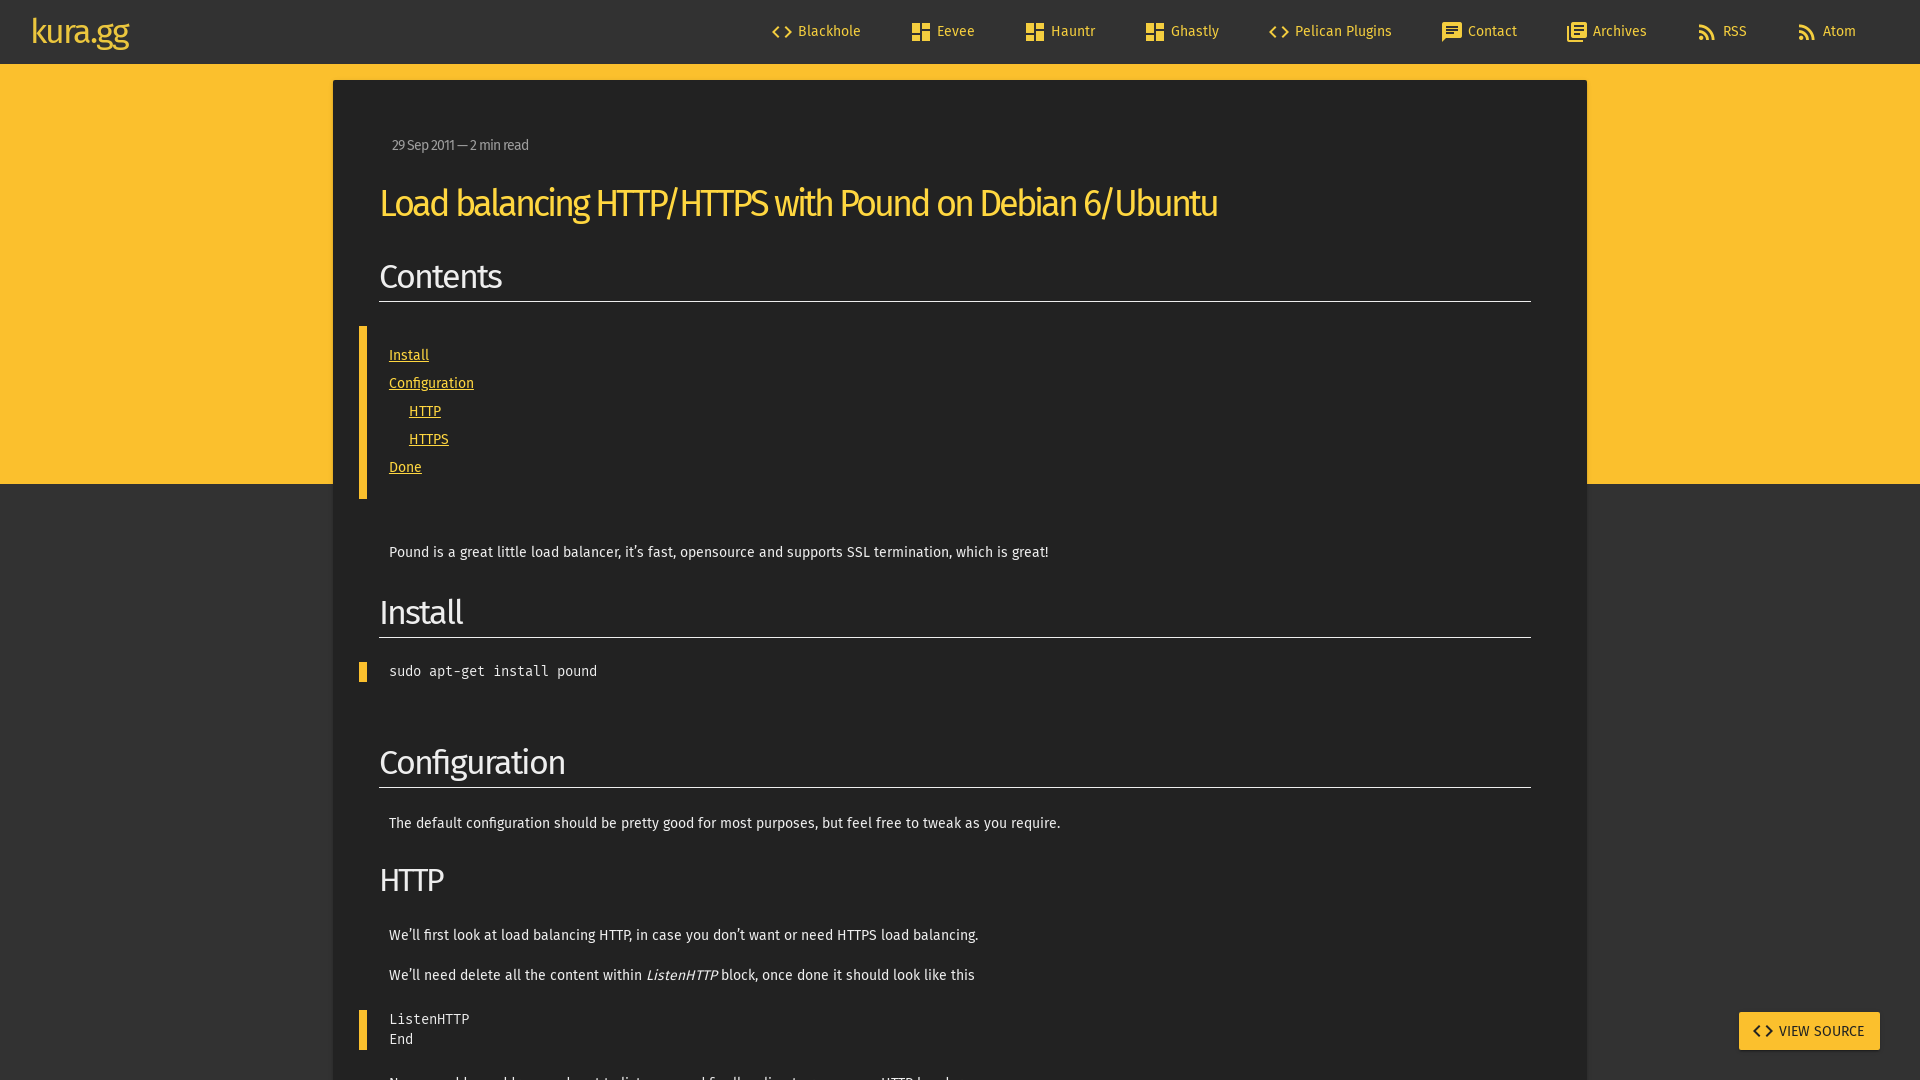 kura.gg
Blackhole
Eevee
Hauntr
Ghastly
Pelican Plugins
Contact
Archives
RSS
Atom
29 Sep 2011 — 2 min read
Load balancing HTTP/HTTPS with Pound on Debian 6/Ubuntu
Contents
Install
Configuration
HTTP
HTTPS
Done
Pound is a great little load balancer, it’s fast, opensource and supports SSL termination, which is great!
Install
sudo apt-get install pound
Configuration
The default configuration should be pretty good for most purposes, but feel free to tweak as you require.
HTTP
We’ll first look at load balancing HTTP, in case you don’t want or need HTTPS load balancing.
We’ll need delete all the content within ListenHTTP block, once done it should look like this
ListenHTTP
End
VIEW SOURCE